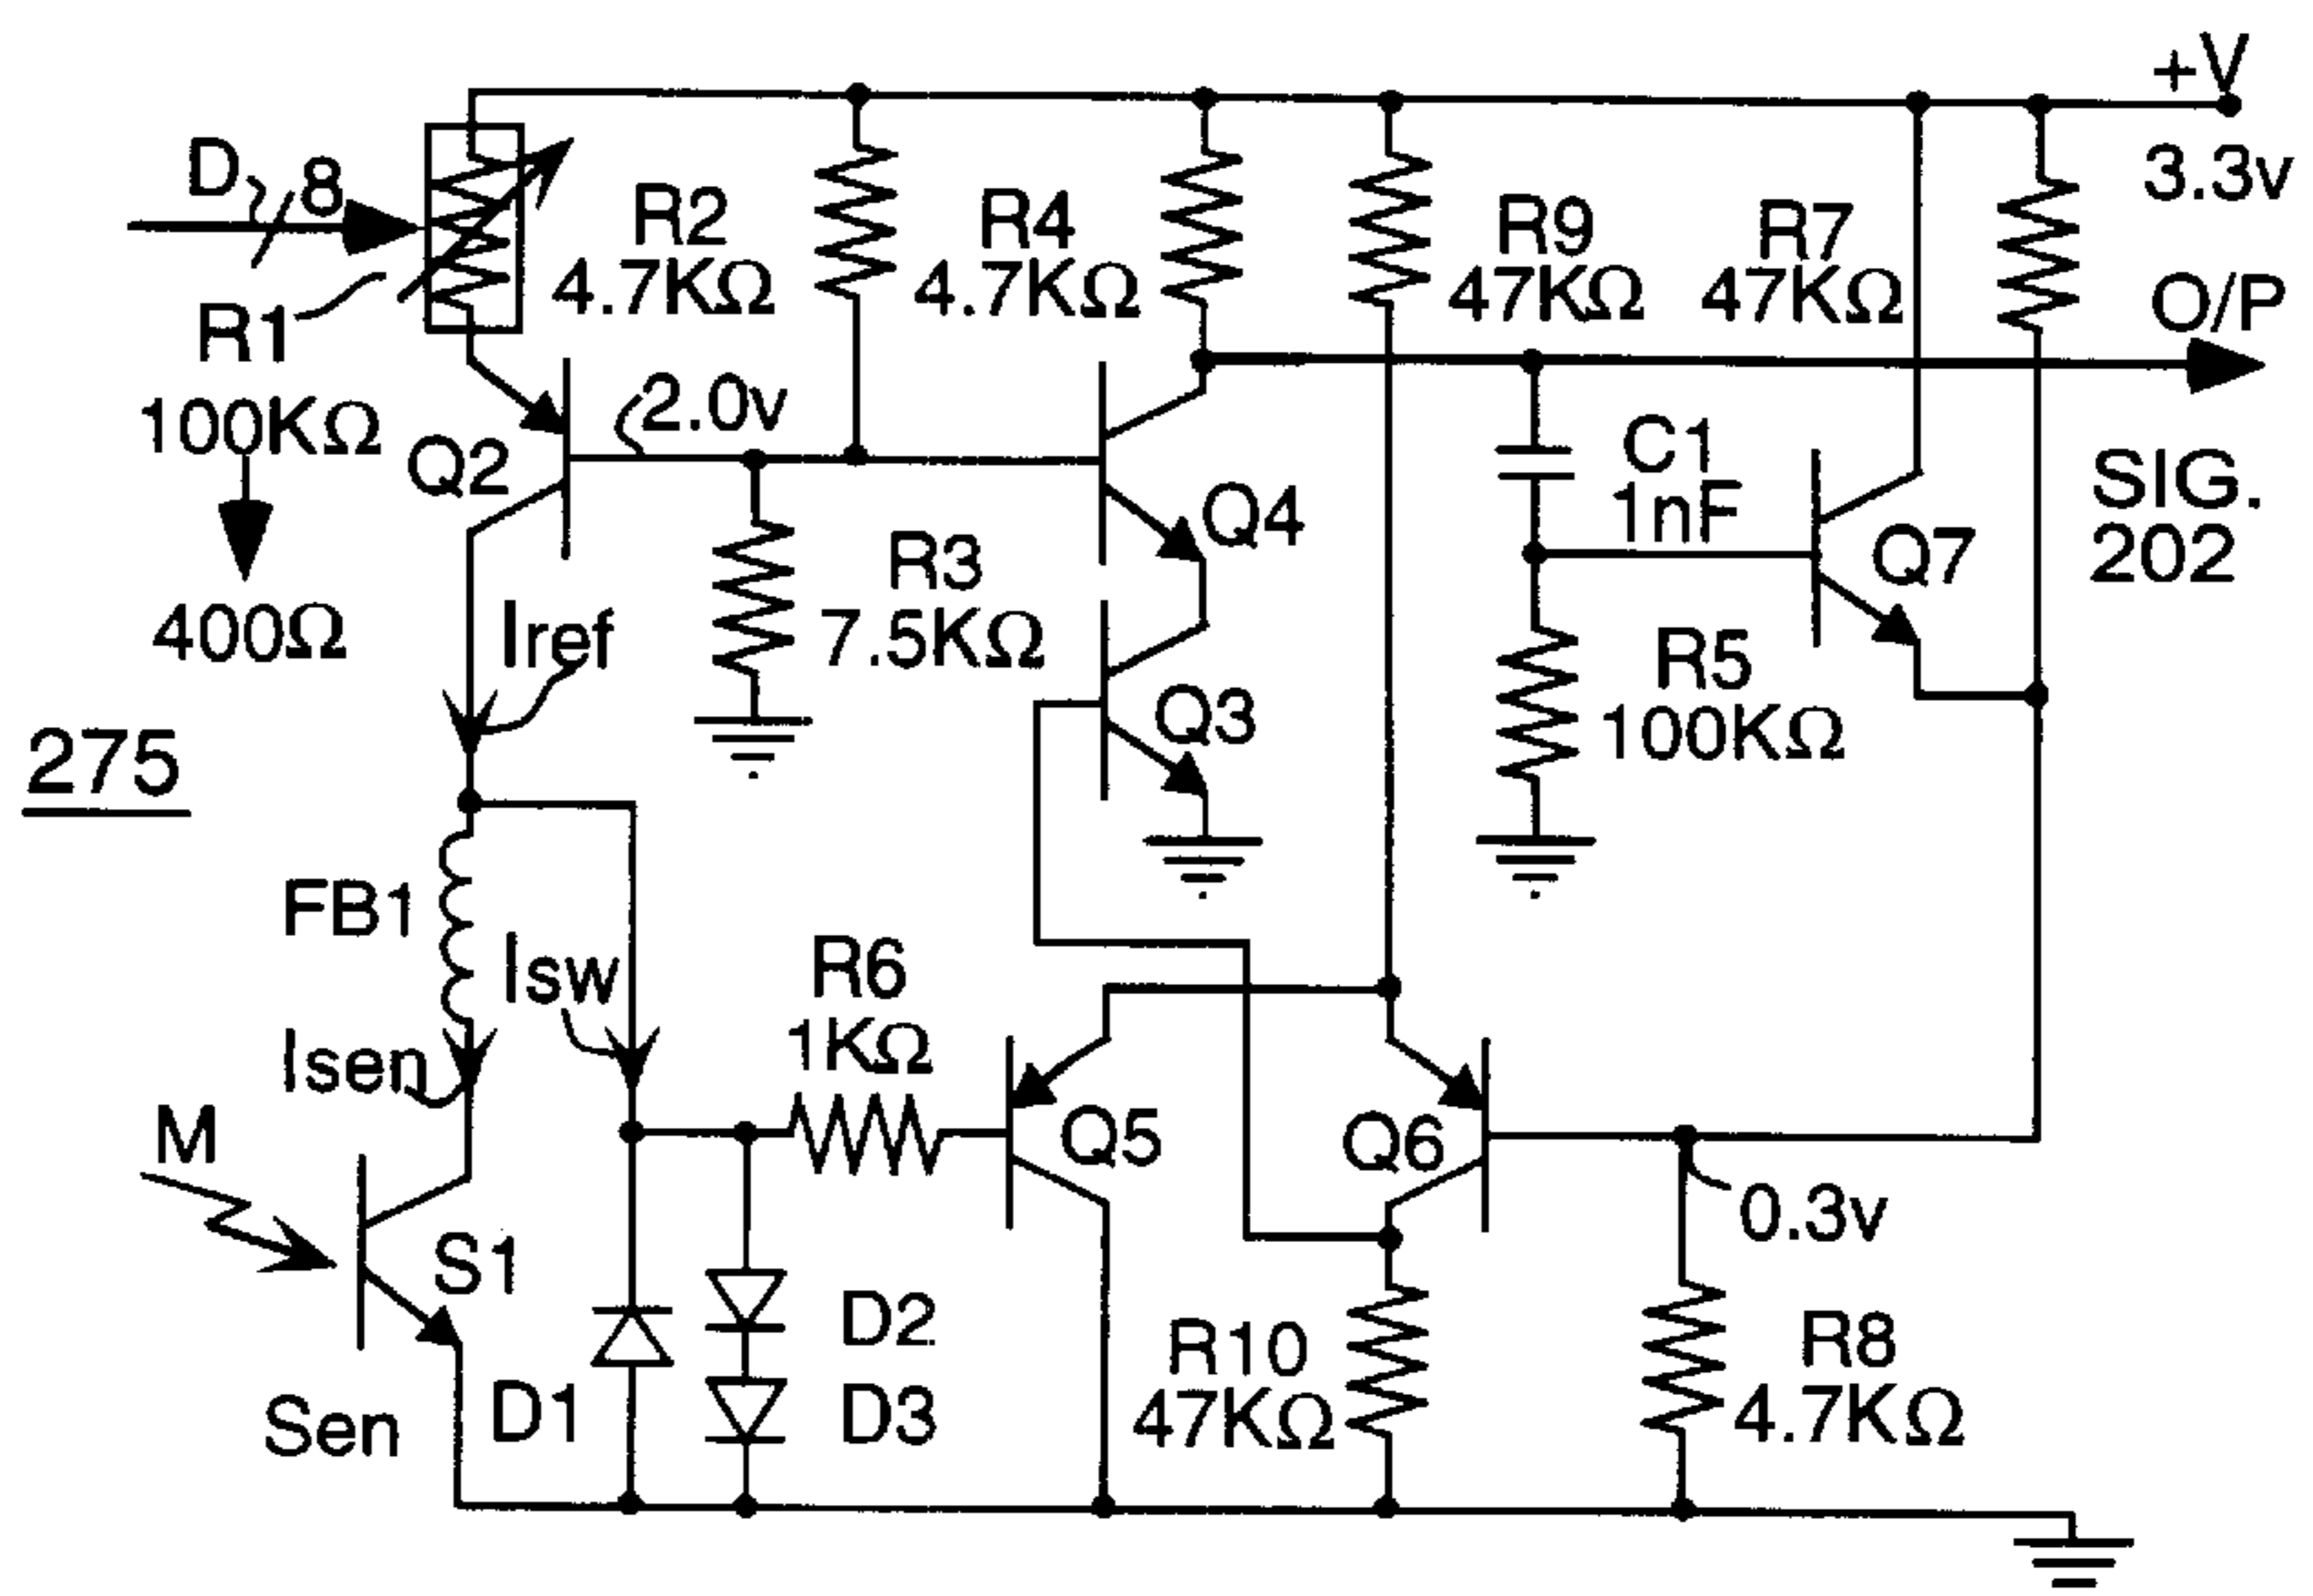 +V
3.3v
D
8
R1
100KΩ
400Ω
R2
4.7KΩ
R4
4.7KΩ
R9
47KΩ
R7
47KΩ
O/P
SIG.
202
Q2
2.0v
Q4
C1
1nF
Q7
R3
7.5KΩ
Iref
Q3
R5
100KΩ
275
FB1
Isw
R6
1KΩ
Isen
M
Q5
Q6
0.3v
S1
Sen
D1
D2
D3
R10
47KΩ
R8
4.7KΩ